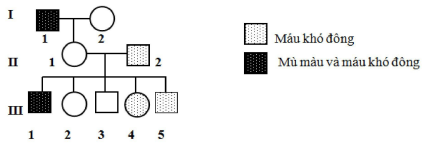 I
1 2
II 1 2
III
1 2 3 4 5
Máu khó đông
Mù màu và máu khó đông